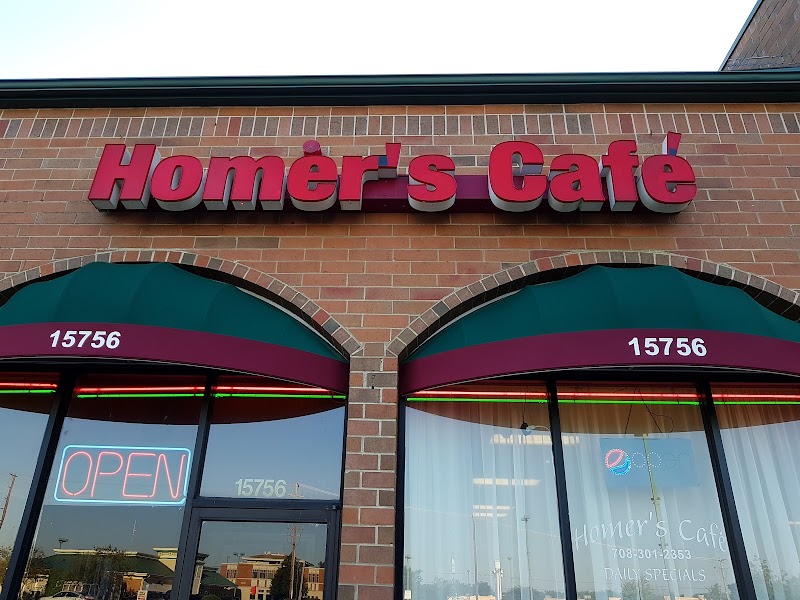 Homer's Café
15756
15756
OPEN
15756
Homer's Café
708-301-2353
DAILY SPECIALS